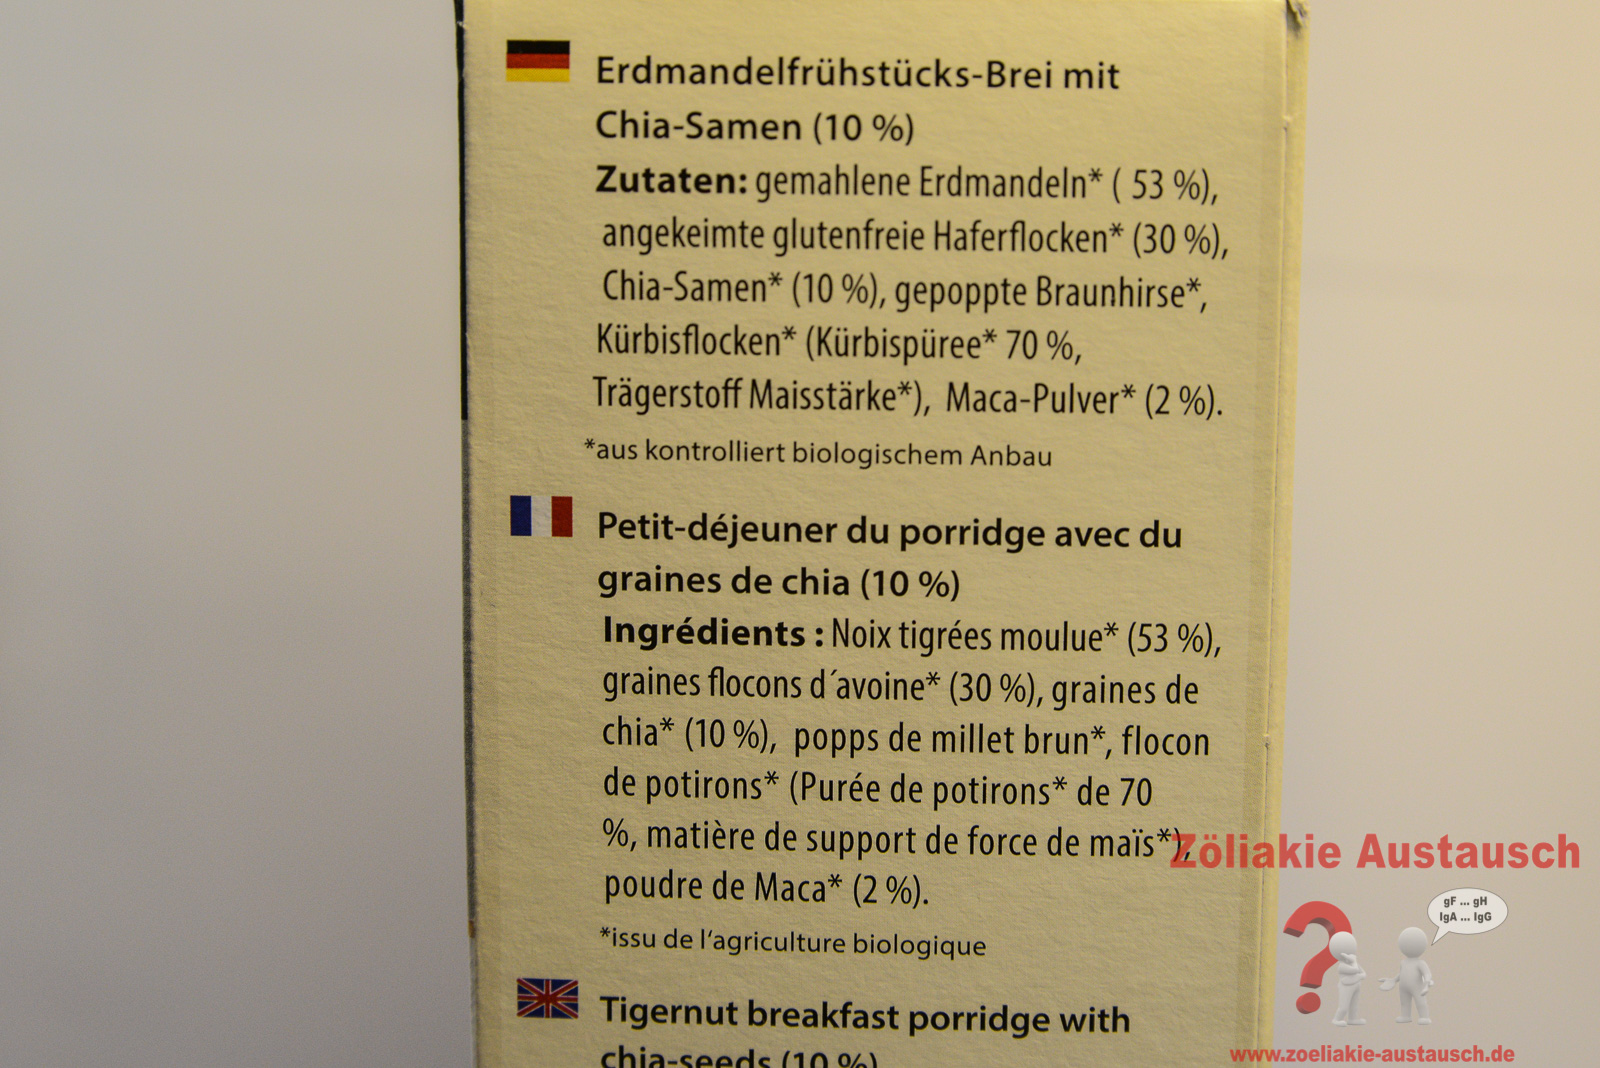 Erdmandelfrühstücks-Brei mit
Chia-Samen (10 %)
Zutaten: gemahlene Erdmandeln* ( 53 %),
angekeimte glutenfreie Haferflocken* (30 %),
Chia-Samen* (10 %), gepoppte Braunhirse*,
Kürbisflocken* (Kürbispüree* 70 %,
Trägerstoff Maisstärke*), Maca-Pulver* (2 %).
*aus kontrolliert biologischem Anbau
Petit-déjeuner du porridge avec du
graines de chia (10 %)
Ingrédients : Noix tigrées moulue* (53 %),
graines flocons d´avoine* (30 %), graines de
chia* (10 %), popps de millet brun*, flocon
de potirons* (Purée de potirons* de 70
%, matière de support de force de maïs*),
poudre de Maca* (2 %).
*issu de l‘agriculture biologique
Tigernut breakfast porridge with
chia-seeds (10 %)
Zöliakie Austausch
gF ... gH
IgA ... IgG
www.zoeliakie-austausch.de